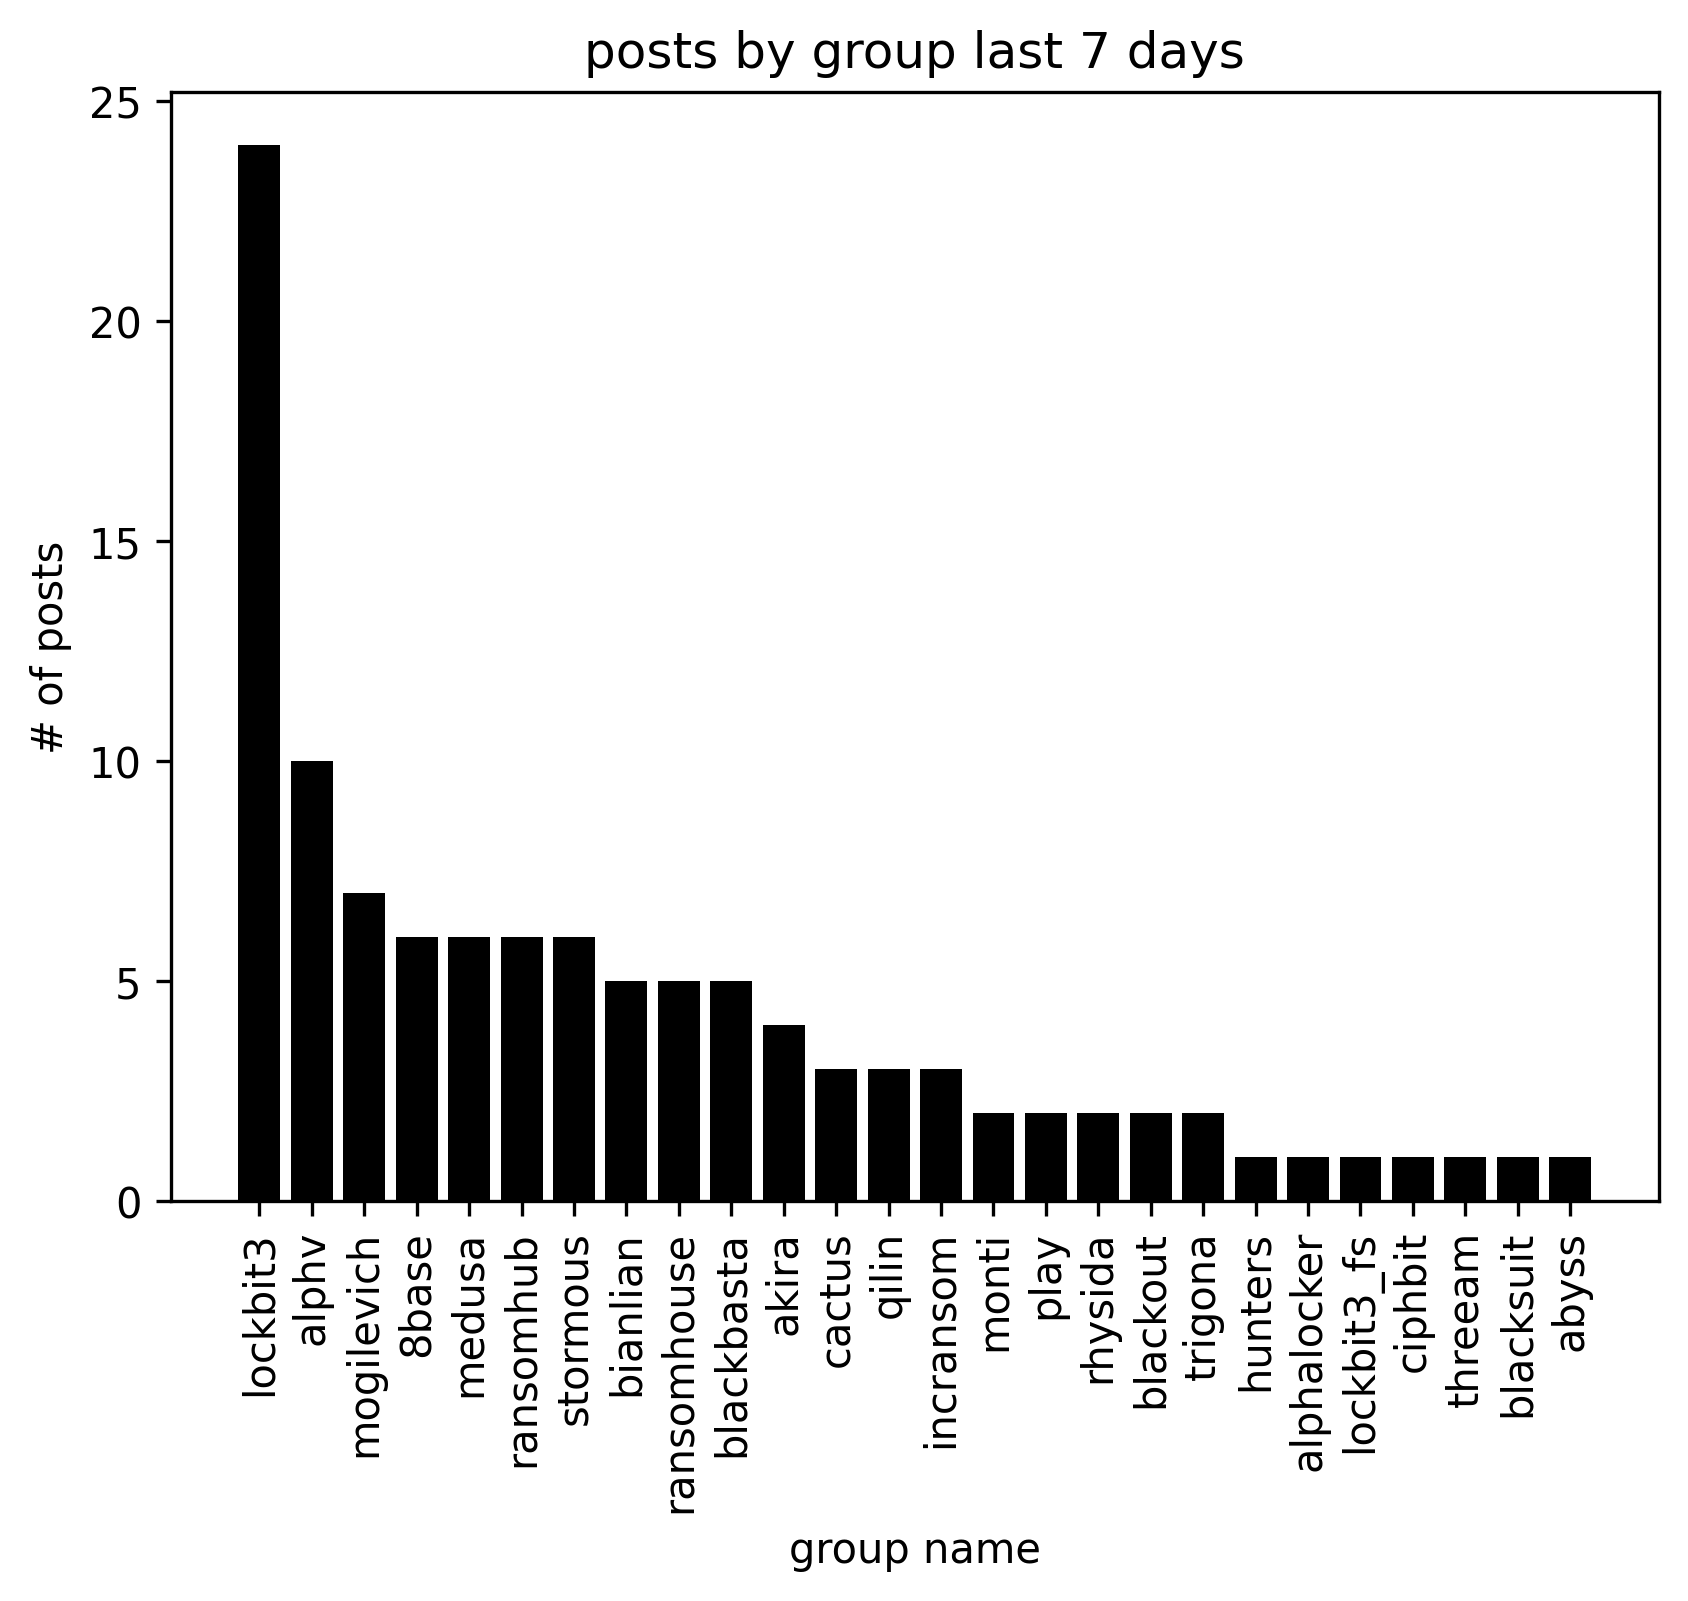 posts by group last 7 days
25
20
15
10
5
0
# of posts
lockbit3
alphv
mogilevich
8base
medusa
ransomhub
stormous
bianlian
ransomhouse
blackbasta
akira
cactus
qilin
incransom
monti
play
rhysida
blackout
trigona
hunters
alphalocker
lockbit3_fs
ciphbit
threeam
blacksuit
abyss
group name